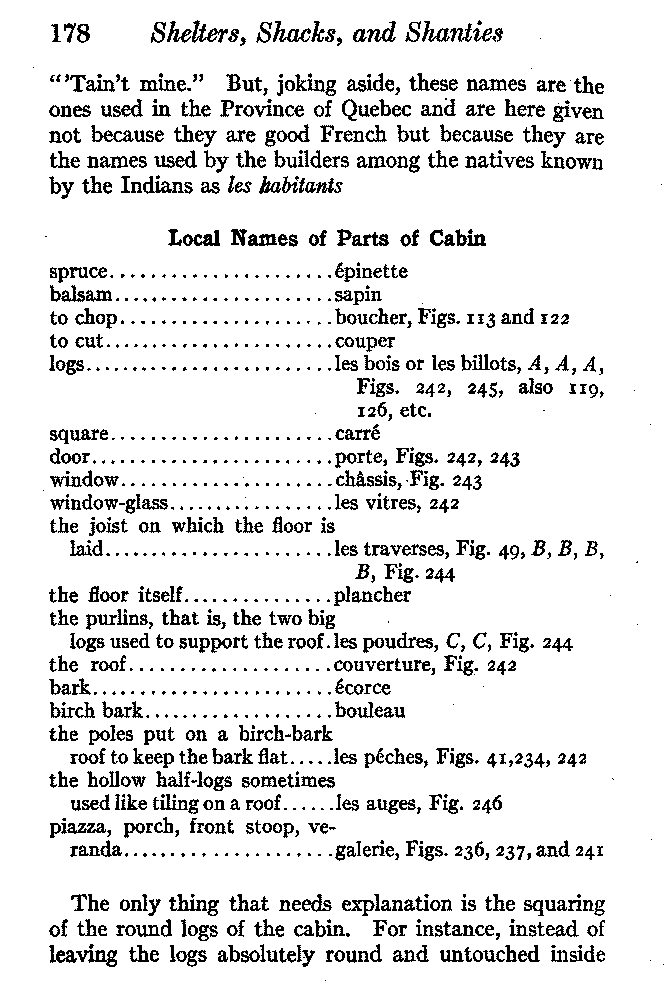 178 Shelters, Shacks, and Shanties
“’Tain’t mine.” But, joking aside, these names are the
ones used in the Province of Quebec and are here given
not because they are good French but because they are
the names used by the builders among the natives known
by the Indians as les habitants
Local Names of Parts of Cabin
spruce......................épinette
balsam......................sapin
to chop.....................boucher, Figs. 113 and 122
to cut......................couper
logs........................les bois or les billots, A, A, A,
Figs. 242, 245, also 119,
126, etc.
square......................carré
door........................porte, Figs. 242, 243
window.....................châssis, Fig. 243
window-glass................les vitres, 242
the joist on which the floor is
laid......................les traverses, Fig. 49, B, B, B,
B, Fig. 244
the floor itself...............plancher
the purlins, that is, the two big
logs used to support the roof.les poudres, C, C, Fig. 244
the roof....................couverture, Fig. 242
bark........................écorce
birch bark...................bouleau
the poles put on a birch-bark
roof to keep the bark flat.....les péches, Figs. 41,234, 242
the hollow half-logs sometimes
used like tiling on a roof......les auges, Fig. 246
piazza, porch, front stoop, ve-
randa.....................galerie, Figs. 236, 237, and 241
The only thing that needs explanation is the squaring
of the round logs of the cabin. For instance, instead of
leaving the logs absolutely round and untouched inside